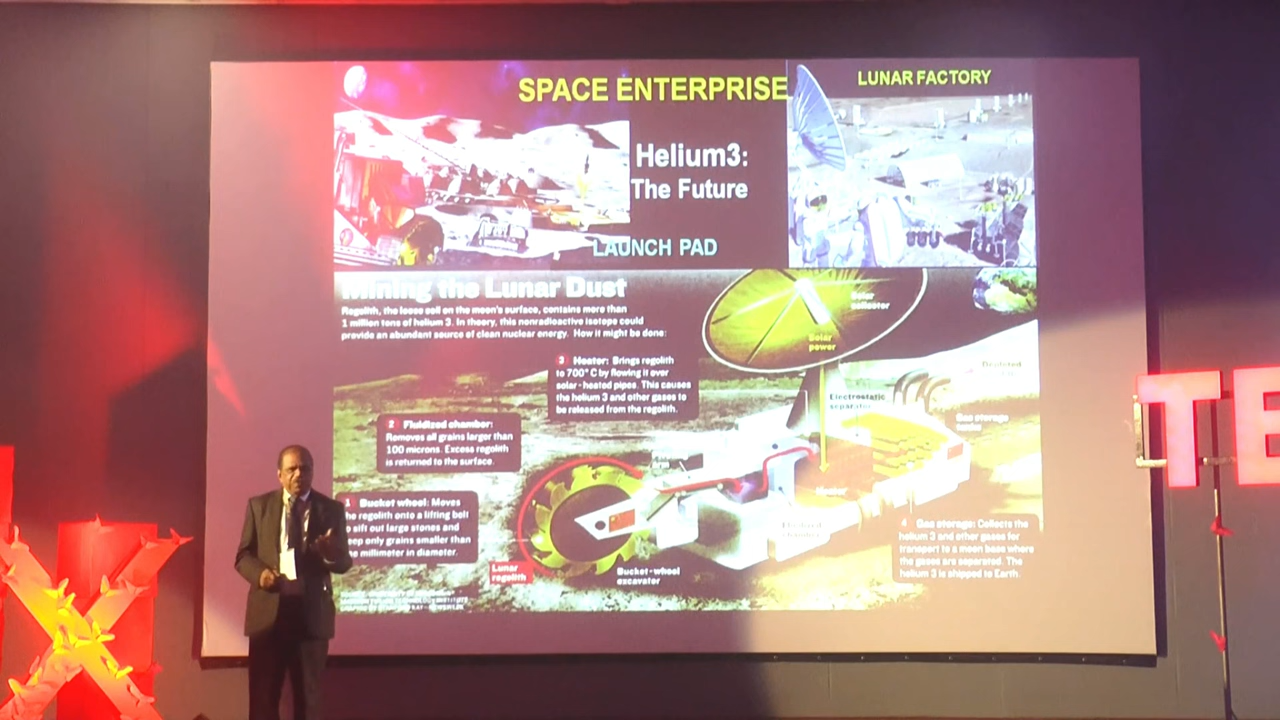 SPACE ENTERPRISE
LUNAR FACTORY
Helium3:
The Future
LAUNCH PAD
Mining the Lunar Dust
Regolith, the loose soil on the moon's surface, contains more than
1 million tons of helium 3. In theory, this nonradioactive isotope could
provide an abundant source of clean nuclear energy. How it might be done:
Solar
power
3 Heater: Brings regolith
to 700° C by flowing it over
solar-heated pipes. This causes
the helium 3 and other gases to
be released from the regolith.
Electrostatic
separator
Gas storage
2 Fluidized chamber:
Removes all grains larger than
100 microns. Excess regolith
is returned to the surface.
1 Bucket wheel: Moves
the regolith onto a lifting belt
to sift out large stones and
keep only grains smaller than
millimeter in diameter.
Heater
Fluidized
chamber
4 Gas storage: Collects the
helium 3 and other gases for
transport to a moon base where
the gases are separated. The
helium 3 is shipped to Earth.
Lunar
regolith
Bucket-wheel
excavator
TE
X